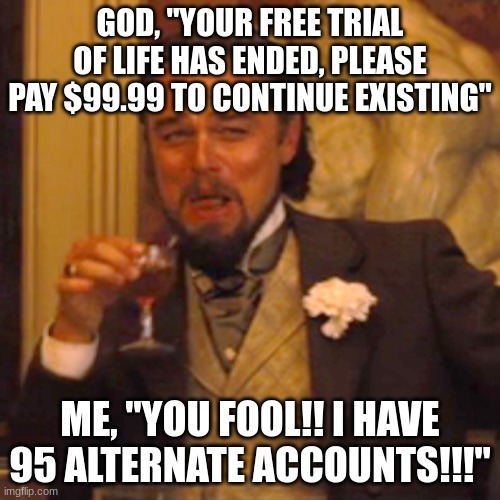 GOD, "YOUR FREE TRIAL
OF LIFE HAS ENDED, PLEASE
PAY $99.99 TO CONTINUE EXISTING"
ME, "YOU FOOL!! I HAVE
95 ALTERNATE ACCOUNTS!!!"
imgflip.com